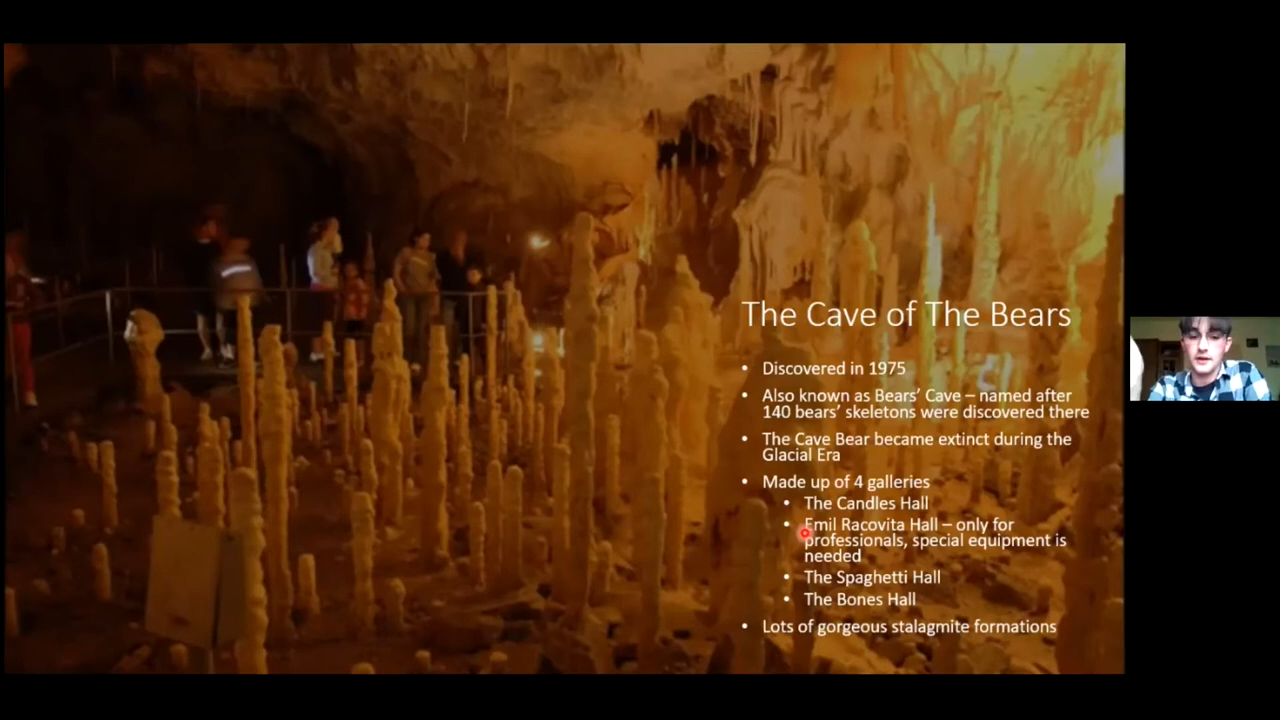 The Cave of The Bears
• Discovered in 1975
• Also known as Bears’ Cave – named after
140 bears’ skeletons were discovered there
• The Cave Bear became extinct during the
Glacial Era
• Made up of 4 galleries
• The Candles Hall
• Emil Racovita Hall – only for
professionals, special equipment is
needed
• The Spaghetti Hall
• The Bones Hall
• Lots of gorgeous stalagmite formations